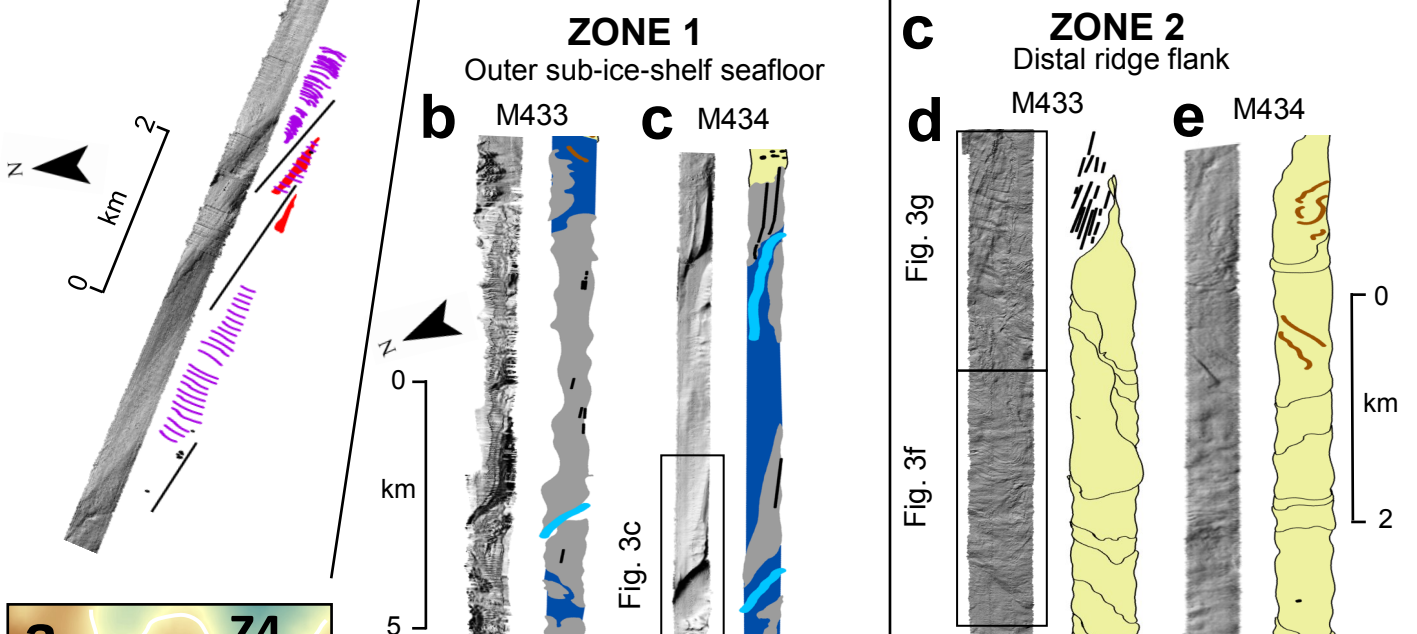 N
2
km
0
ZONE 1
Outer sub-ice-shelf seafloor
b
M433
c
M434
N
0
km
5
Fig. 3c
c
ZONE 2
Distal ridge flank
d
M433
e
M434
Fig. 3g
Fig. 3f
0
km
2
a
Z4